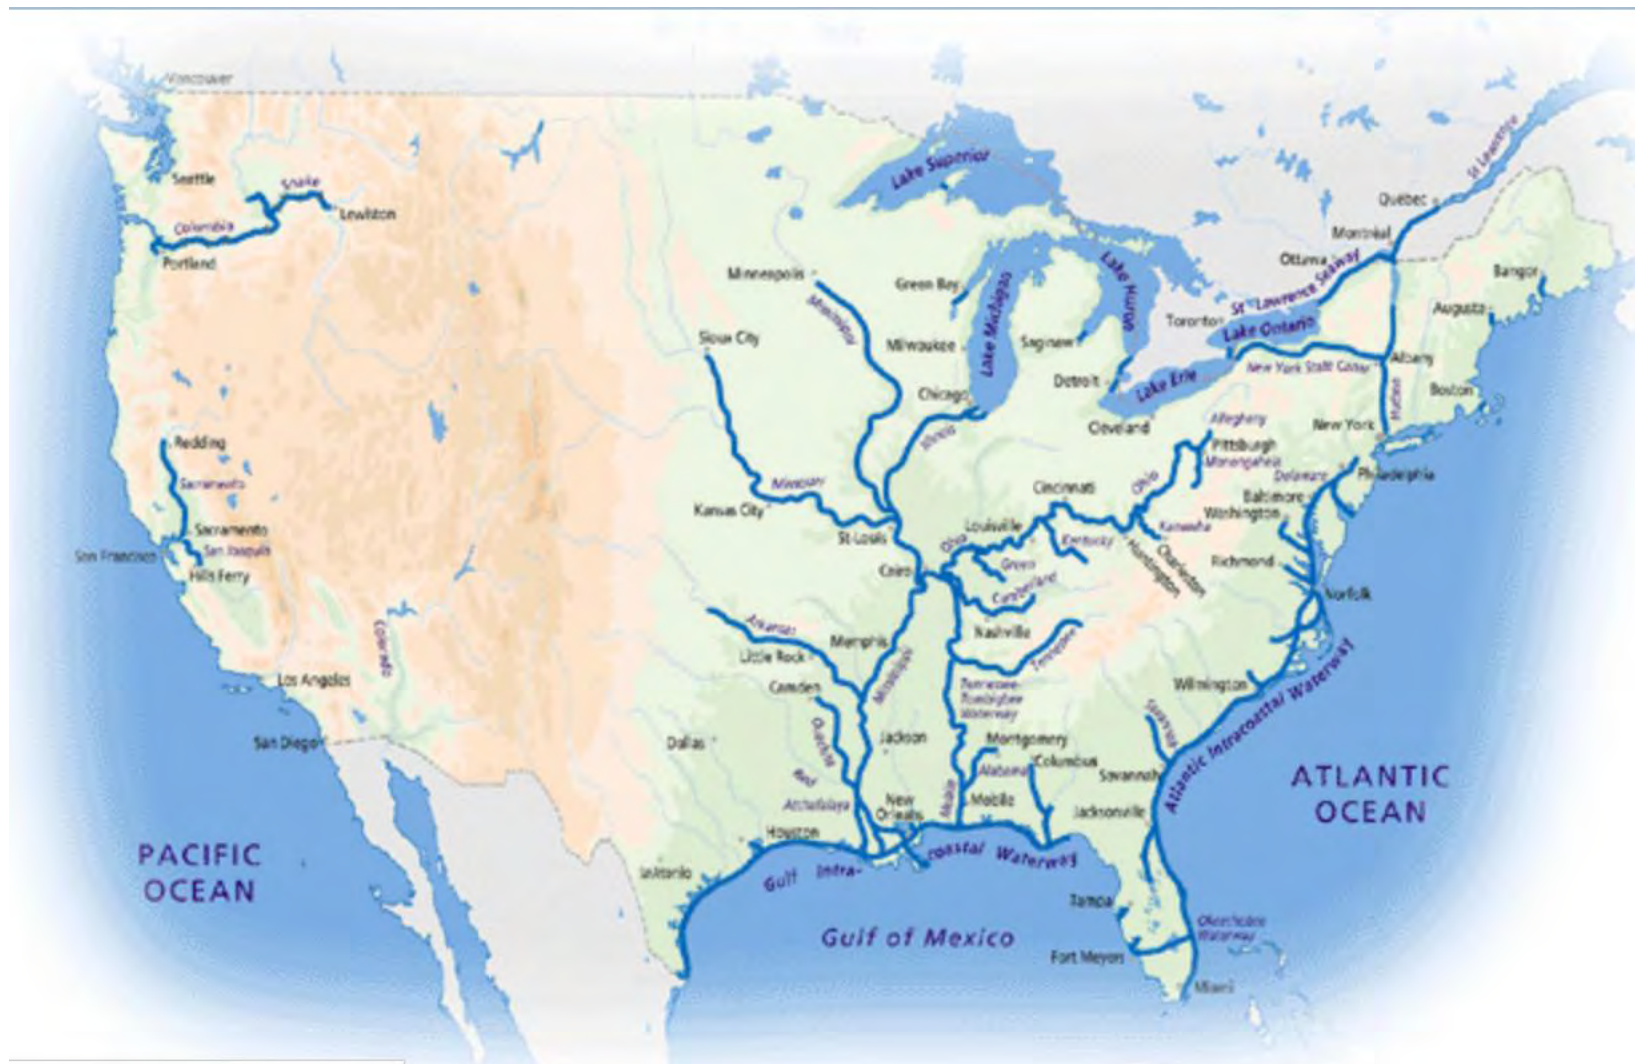 Vancouver
Seattle
Snake
Lewiston
Columbia
Portland
Lake Superior
St Lawrence
Québec
Montréal
Ottawa
St Lawrence Seaway
Bangor
Augusta
Minneapolis
Mississippi
Green Bay
Lake Michigan
Lake Huron
Toronto
Lake Ontario
Sioux City
Milwaukee
Saginaw
Detroit
Lake Erie
New York State Canal
Albany
Hudson
Boston
Chicago
Illinois
Cleveland
Allegheny
New York
Pittsburgh
Monongahela
Delaware
Philadelphia
Redding
Sacramento
Sacramento
San Francisco
San Joaquin
Hills Ferry
Missouri
Kansas City
St-Louis
Cincinnati
Ohio
Baltimore
Washington
Louisville
Ohio
Kentucky
Kanawha
Huntington
Charleston
Richmond
Norfolk
Cairo
Green
Cumberland
Nashville
Tennessee
Arkansas
Little Rock
Memphis
Mississippi
Camden
Ouachita
Red
Atchafalaya
Tennessee-
Tombigbee
Waterway
Wilmington
Atlantic Intracoastal Waterway
Savannah
Savannah
Colorado
Los Angeles
San Diego
Dallas
Jackson
Montgomery
Alabama
Columbus
Mobile
Mobile
Jacksonville
New
Orleans
Houston
Gulf Intra-
coastal Waterway
Tampa
Okeechobee
Waterway
Fort Meyers
Miami
Gulf of Mexico
PACIFIC
OCEAN
ATLANTIC
OCEAN